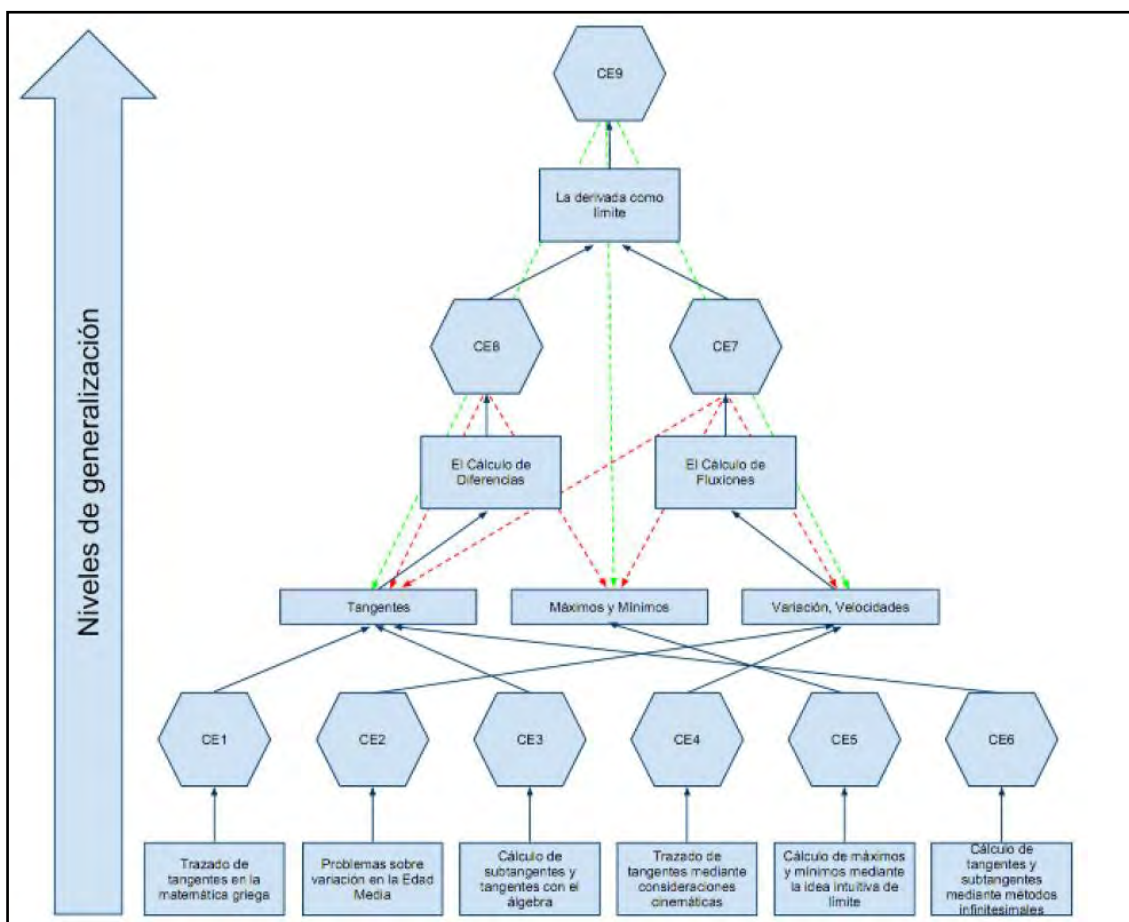 CE9
La derivada como
límite
CE8
CE7
El Cálculo de
Diferencias
El Cálculo de
Fluxiones
Niveles de generalización
Tangentes
Máximos y Mínimos
Variación, Velocidades
CE1
CE2
CE3
CE4
CE5
CE6
Trazado de
tangentes en la
matemática griega
Problemas sobre
variación en la Edad
Media
Cálculo de
subtangentes y
tangentes con el
álgebra
Trazado de
tangentes mediante
consideraciones
cinemáticas
Cálculo de máximos
y mínimos mediante
la idea intuitiva de
límite
Cálculo de
tangentes y
subtangentes
mediante métodos
infinitesimales